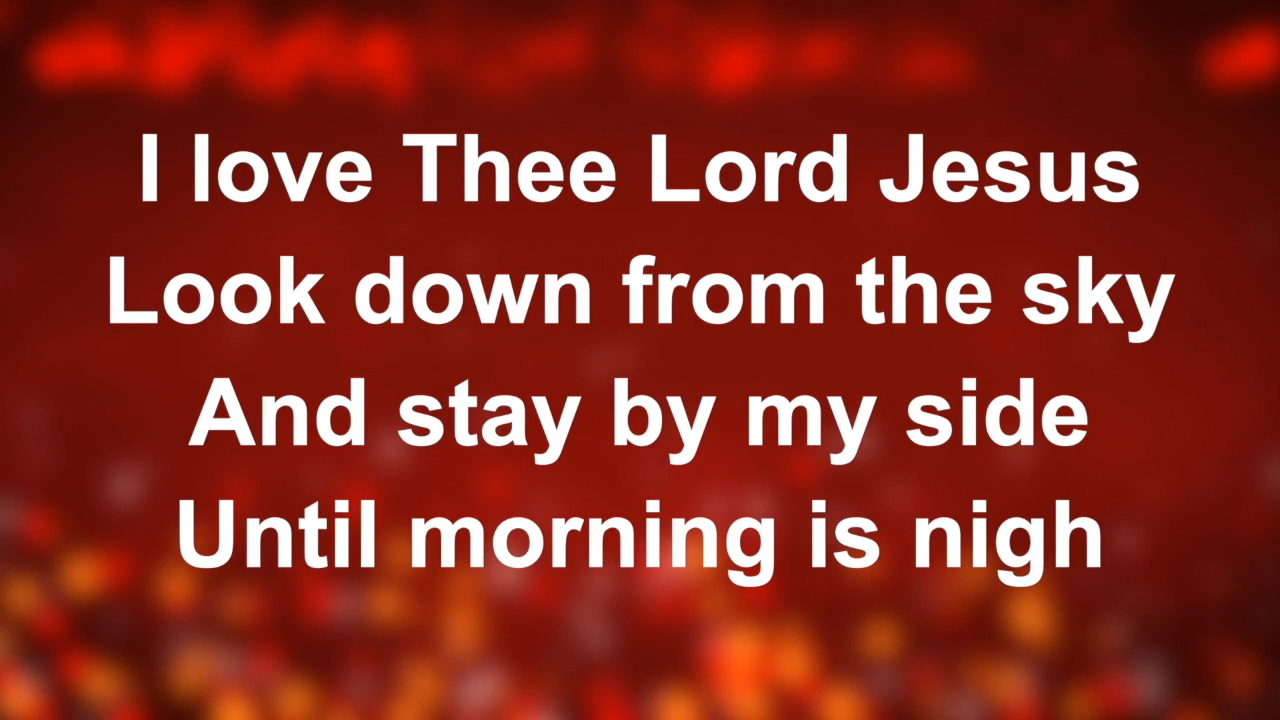 I love Thee Lord Jesus
Look down from the sky
And stay by my side
Until morning is nigh